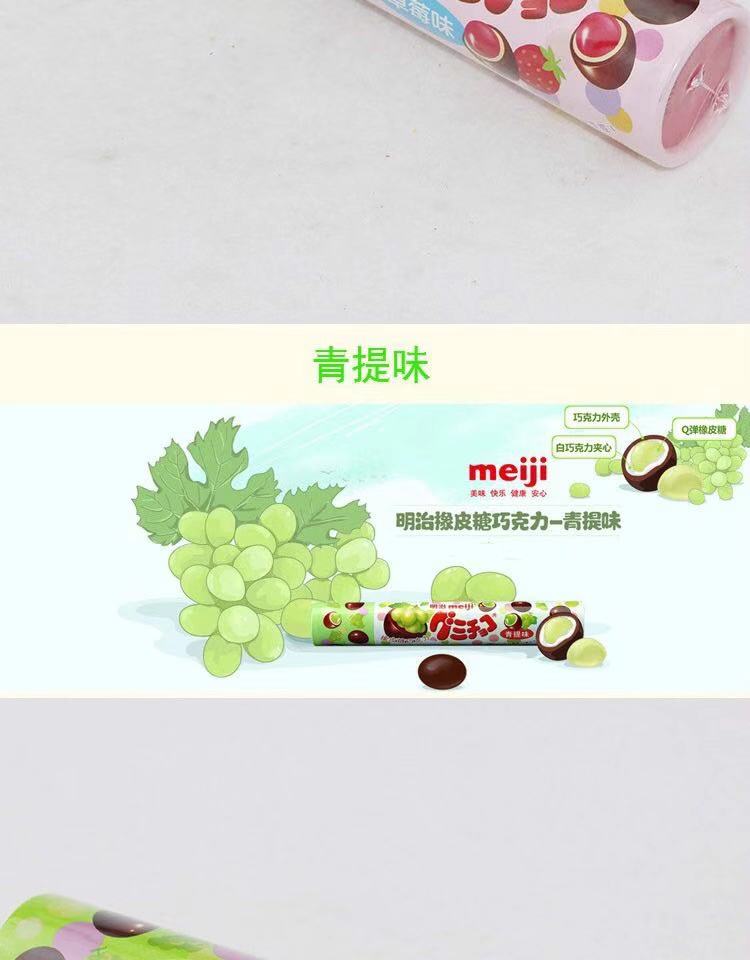 草莓味
青提味
巧克力外壳
Q弹橡皮糖
白巧克力夹心
meiji
美味 快乐 健康 安心
明治橡皮糖巧克力-青提味
明治 meiji
グミチョコ
青提味